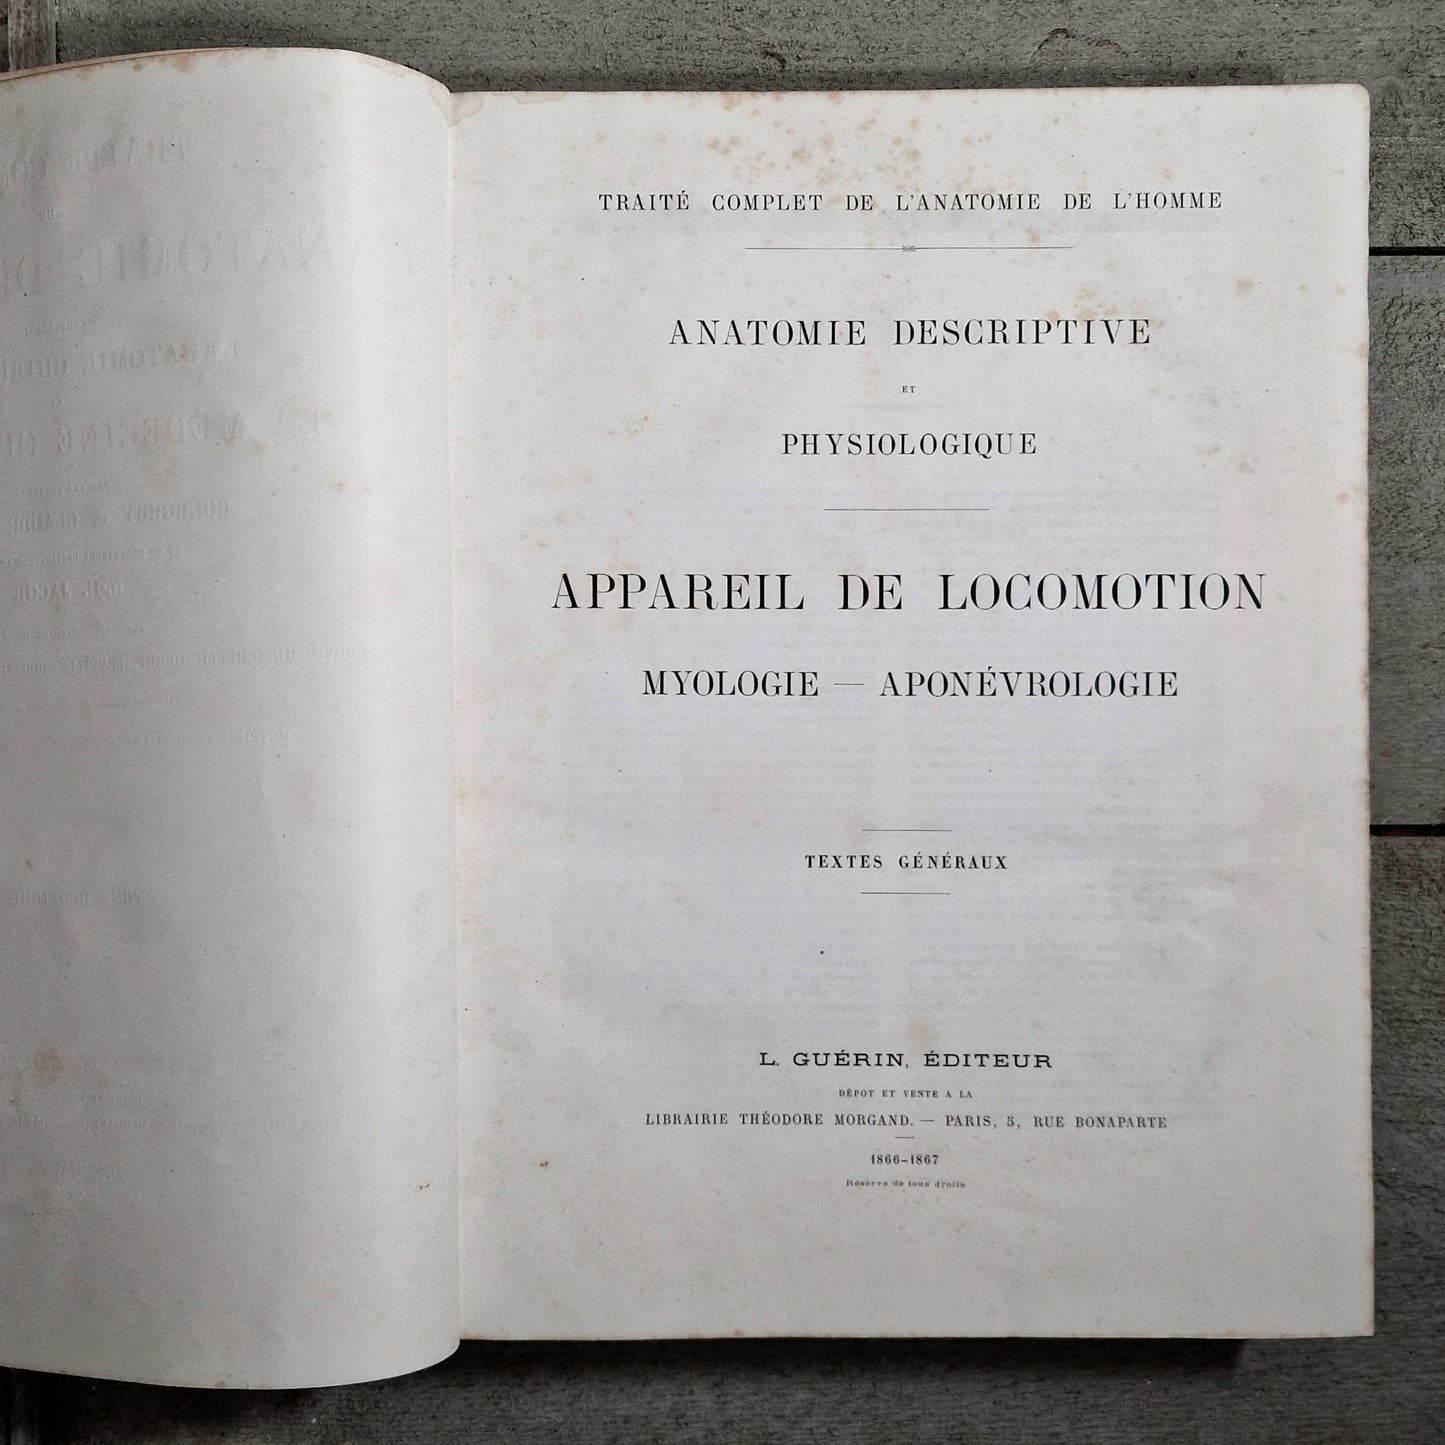 TRAITÉ COMPLET DE L'ANATOMIE DE L'HOMME
ANATOMIE DESCRIPTIVE
ET
PHYSIOLOGIQUE
APPAREIL DE LOCOMOTION
MYOLOGIE — APONÉVROLOGIE
TEXTES GÉNÉRAUX
L. GUÉRIN, ÉDITEUR
DÉPOT ET VENTE A LA
LIBRAIRIE THÉODORE MORGAND. — PARIS, 5, RUE BONAPARTE
1866–1867
Réserve de tous droits